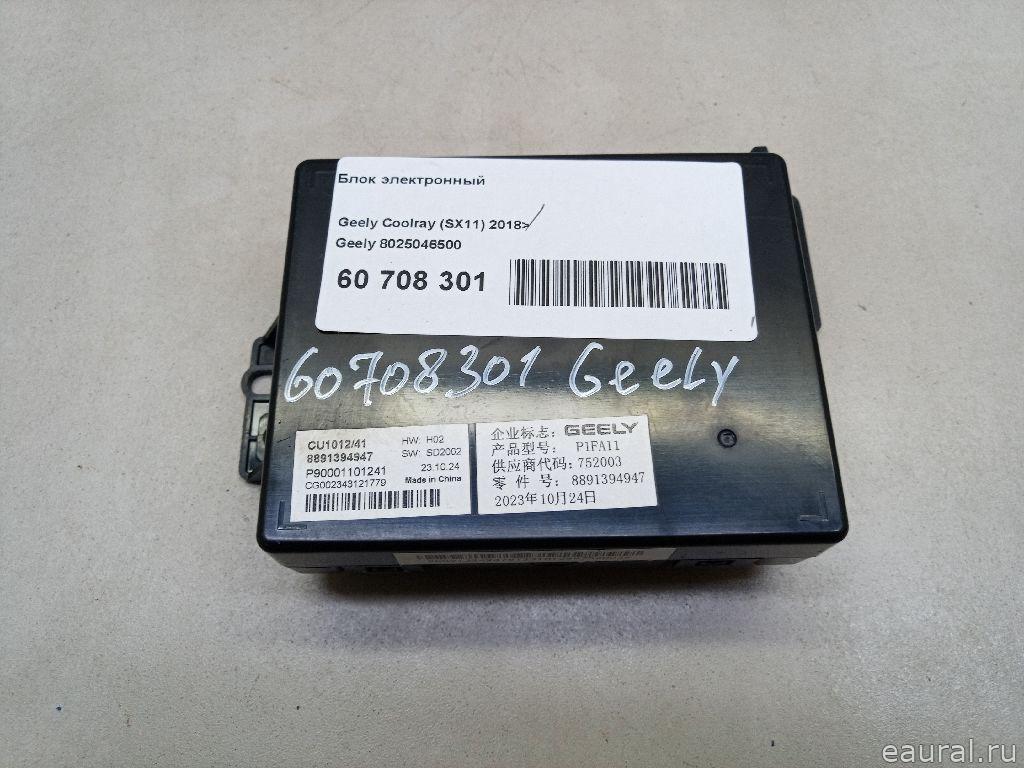 Блок электронный
Geely Coolray (SX11) 2018>
Geely 8025046500
60 708 301
60708301 Geely
CU1012/41
8891394947
P90001101241
CG002343121779
HW: H02
SW: SD2002
23.10.24
Made in China
企业标志: GEELY
产品型号: P1FA11
供应商代码: 752003
零 件 号: 8891394947
2023年10月24日
eaural.ru